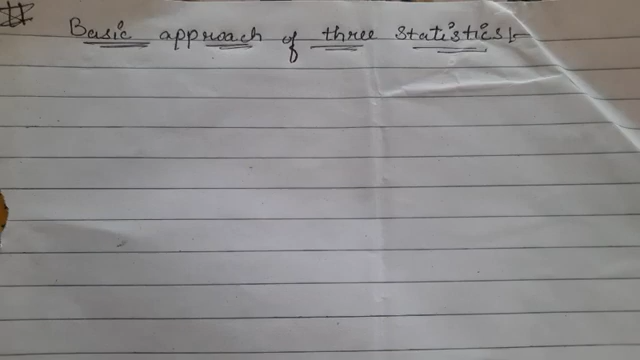 # Basic approach of three statistics :-